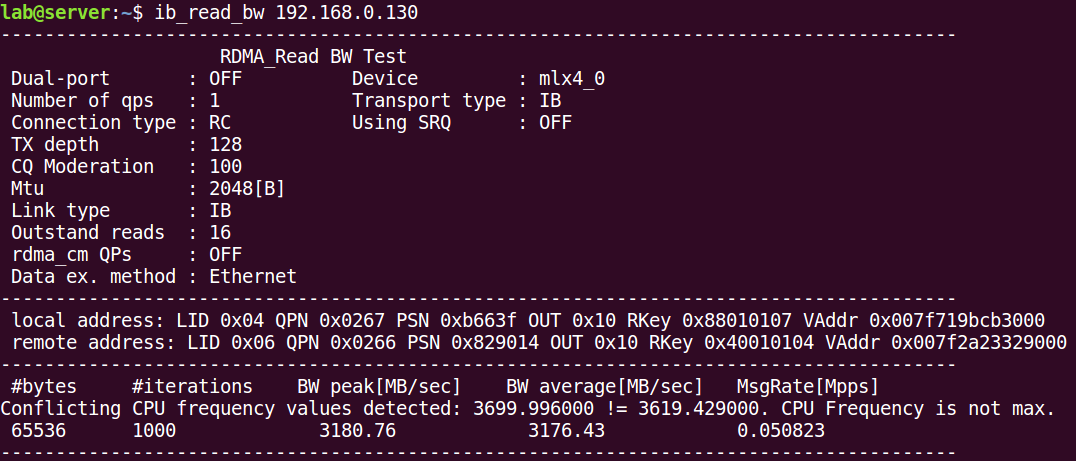 lab@server:~$ ib_read_bw 192.168.0.130
---------------------------------------------------------------------------------------
                    RDMA_Read BW Test
 Dual-port       : OFF          Device         : mlx4_0
 Number of qps   : 1            Transport type : IB
 Connection type : RC           Using SRQ      : OFF
 TX depth        : 128
 CQ Moderation   : 100
 Mtu             : 2048[B]
 Link type       : IB
 Outstand reads  : 16
 rdma_cm QPs     : OFF
 Data ex. method : Ethernet
---------------------------------------------------------------------------------------
 local address: LID 0x04 QPN 0x0267 PSN 0xb663f OUT 0x10 RKey 0x88010107 VAddr 0x007f719bcb3000
 remote address: LID 0x06 QPN 0x0266 PSN 0x829014 OUT 0x10 RKey 0x40010104 VAddr 0x007f2a23329000
---------------------------------------------------------------------------------------
 #bytes     #iterations    BW peak[MB/sec]    BW average[MB/sec]   MsgRate[Mpps]
Conflicting CPU frequency values detected: 3699.996000 != 3619.429000. CPU Frequency is not max.
 65536      1000             3180.76            3176.43            0.050823
---------------------------------------------------------------------------------------